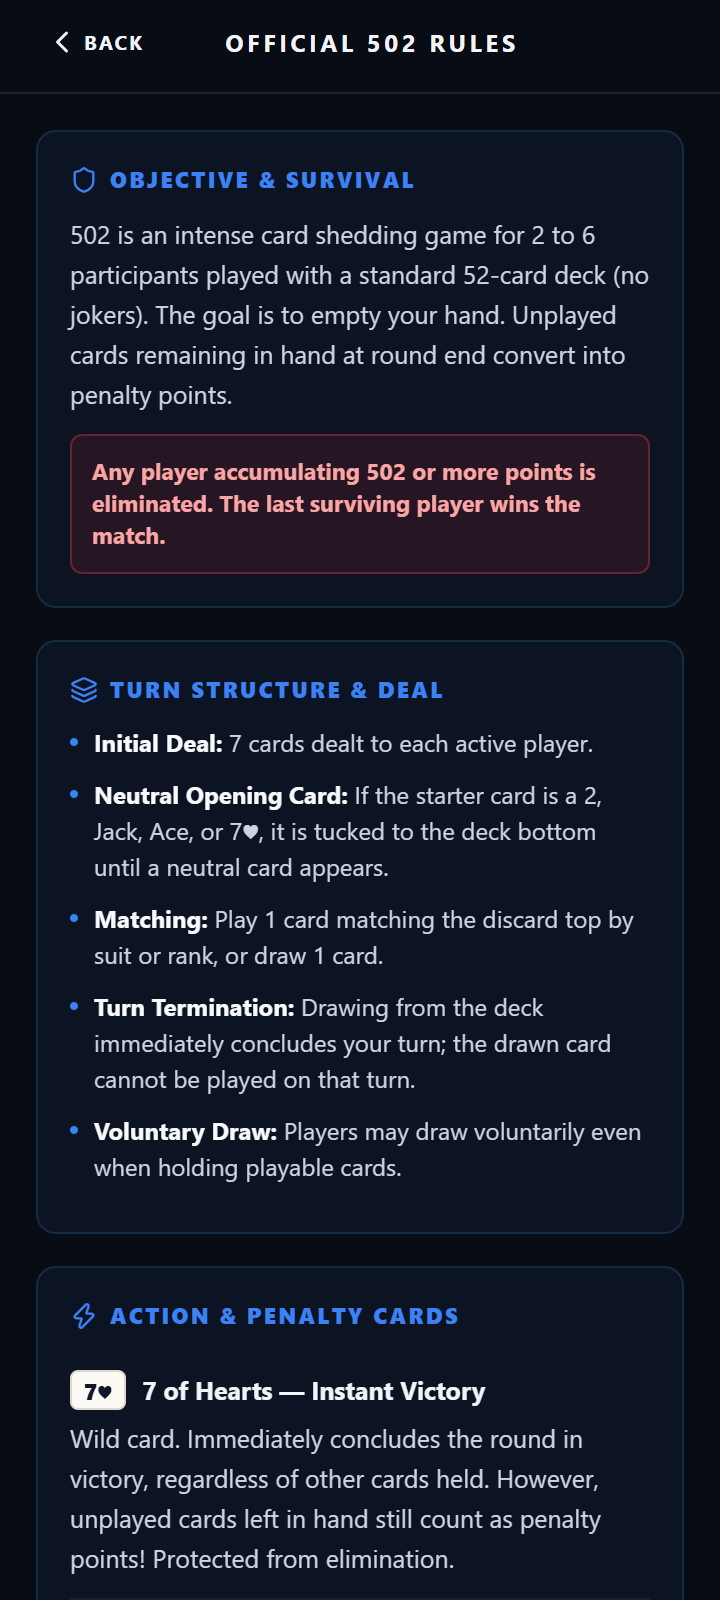 BACK
OFFICIAL 502 RULES
OBJECTIVE & SURVIVAL
502 is an intense card shedding game for 2 to 6
participants played with a standard 52-card deck (no
jokers). The goal is to empty your hand. Unplayed
cards remaining in hand at round end convert into
penalty points.
Any player accumulating 502 or more points is
eliminated. The last surviving player wins the
match.
TURN STRUCTURE & DEAL
• Initial Deal: 7 cards dealt to each active player.
• Neutral Opening Card: If the starter card is a 2,
Jack, Ace, or 7♥, it is tucked to the deck bottom
until a neutral card appears.
• Matching: Play 1 card matching the discard top by
suit or rank, or draw 1 card.
• Turn Termination: Drawing from the deck
immediately concludes your turn; the drawn card
cannot be played on that turn.
• Voluntary Draw: Players may draw voluntarily even
when holding playable cards.
ACTION & PENALTY CARDS
7♥ 7 of Hearts — Instant Victory
Wild card. Immediately concludes the round in
victory, regardless of other cards held. However,
unplayed cards left in hand still count as penalty
points! Protected from elimination.